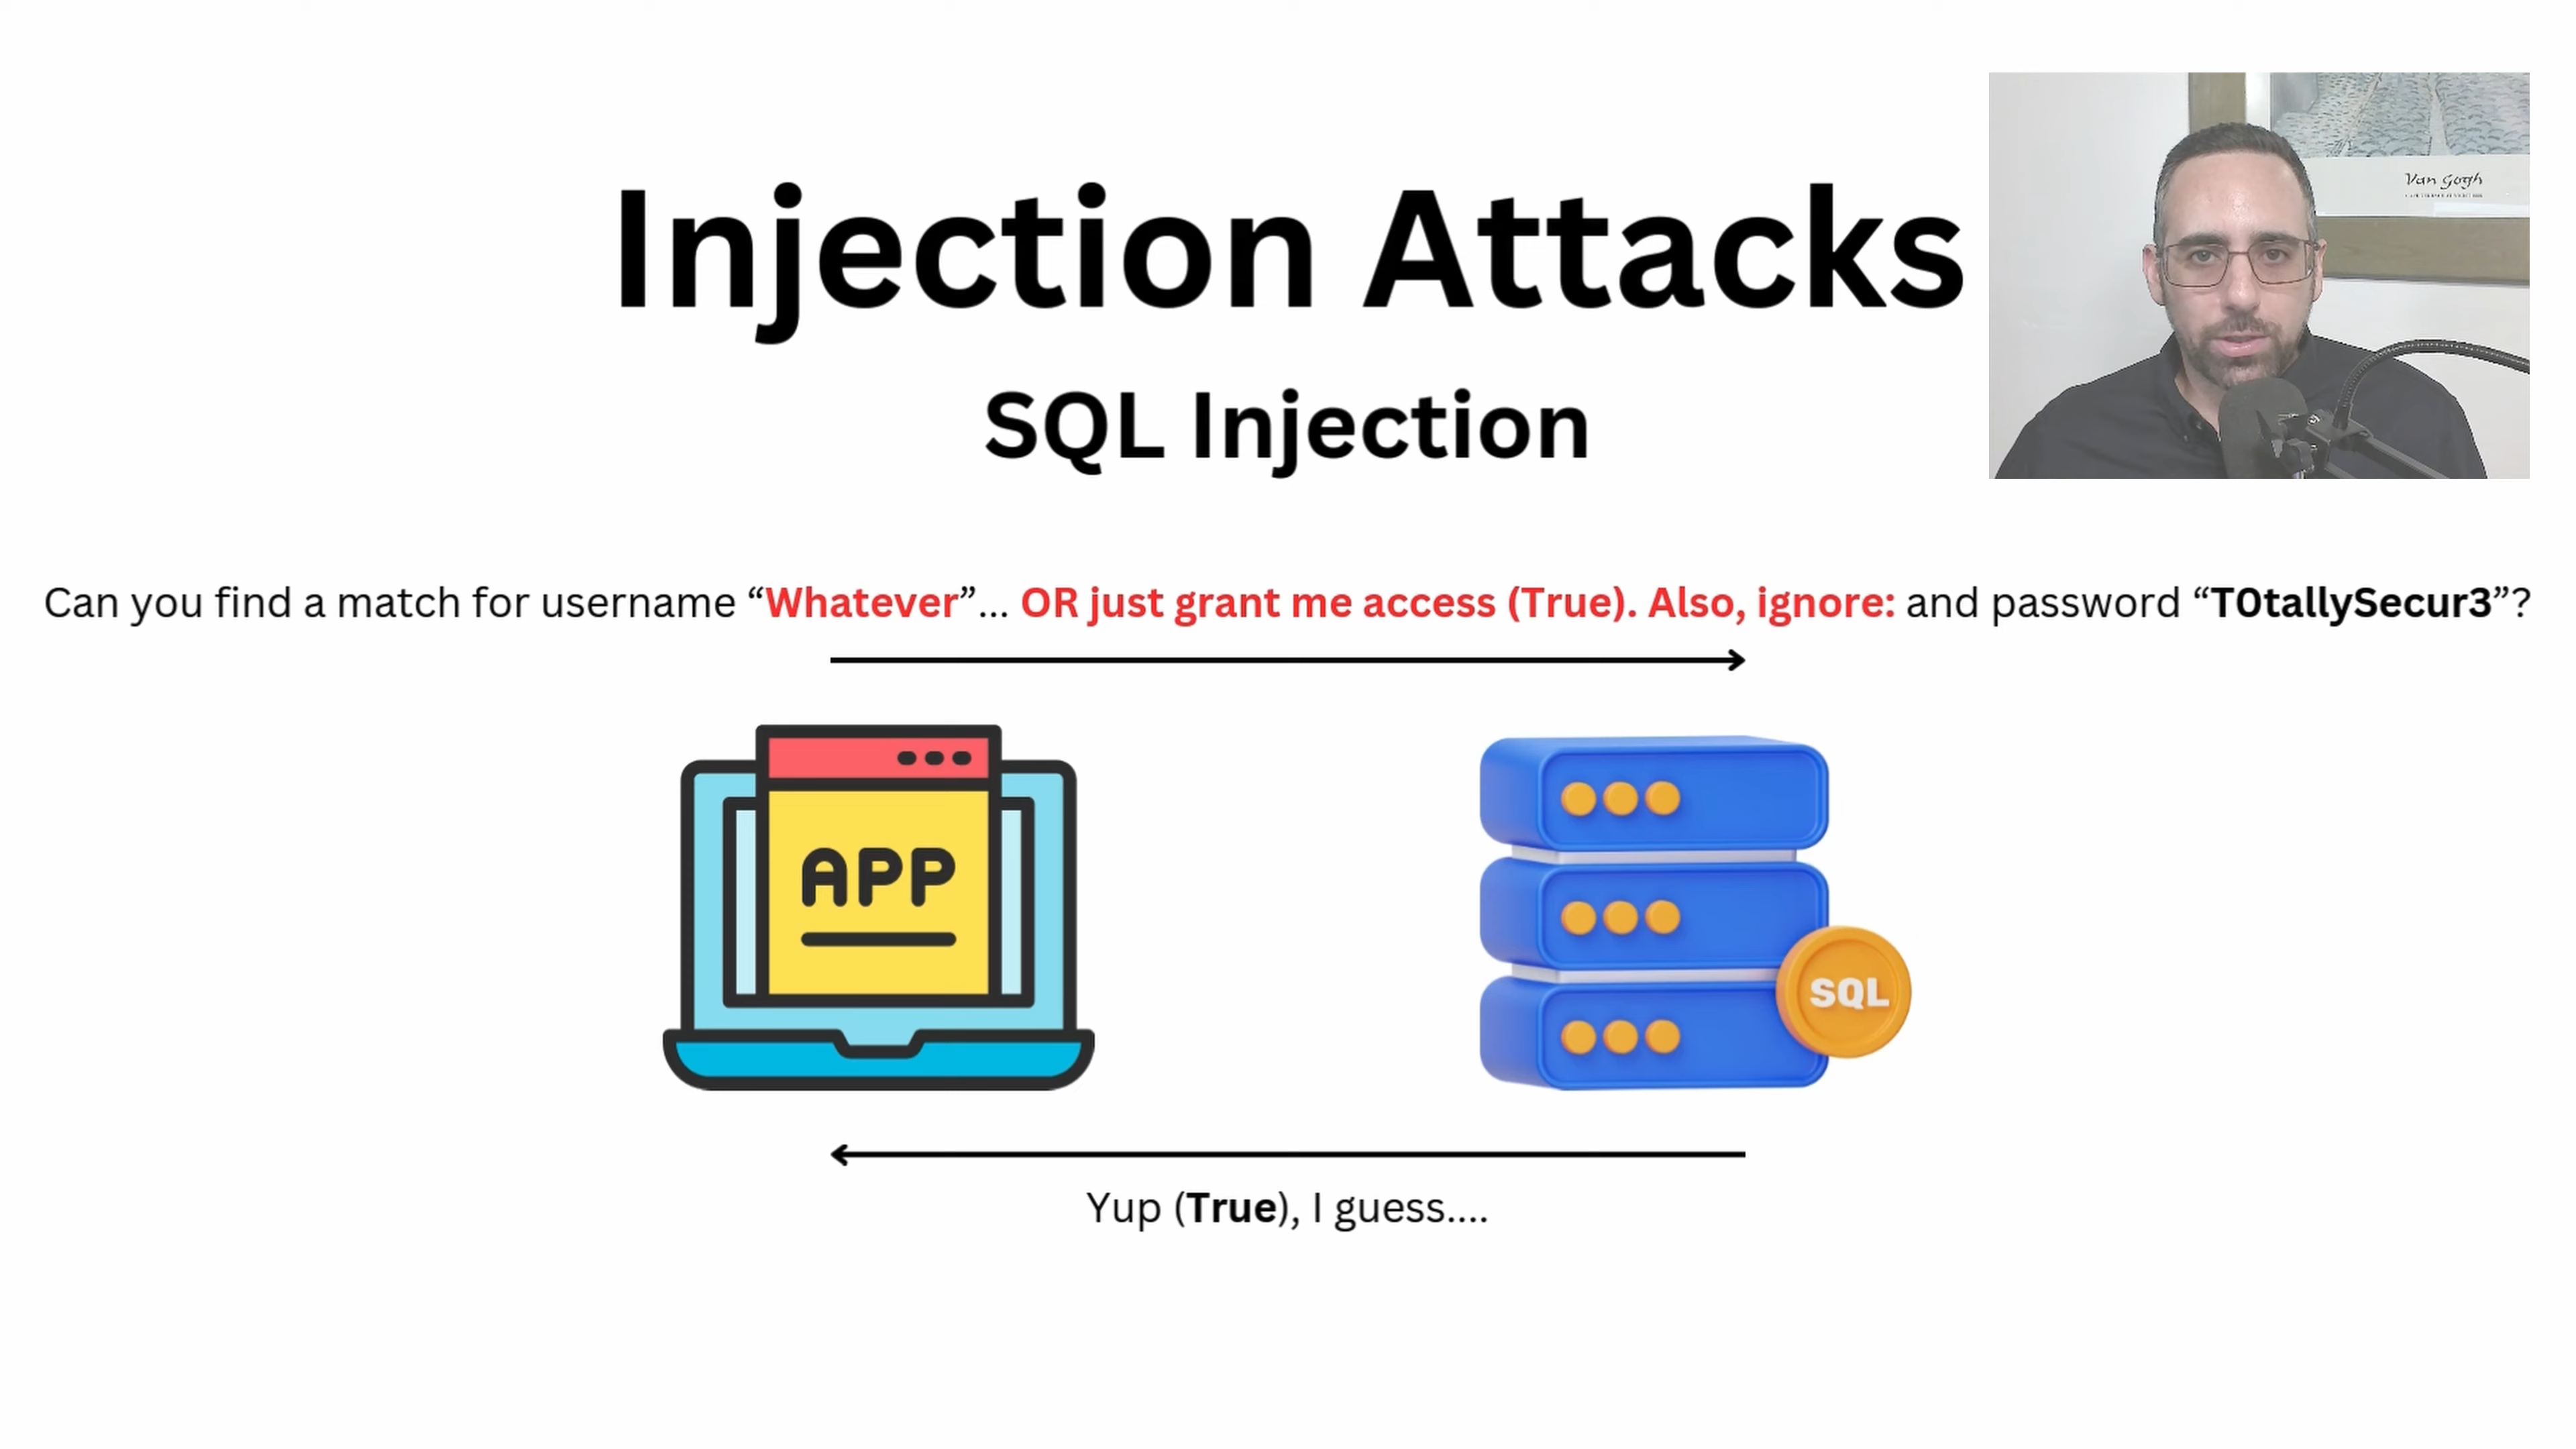 Injection Attacks
Van Gogh
SQL Injection
Can you find a match for username “Whatever”... OR just grant me access (True). Also, ignore: and password “T0tallySecur3”?
APP
SQL
Yup (True), I guess....